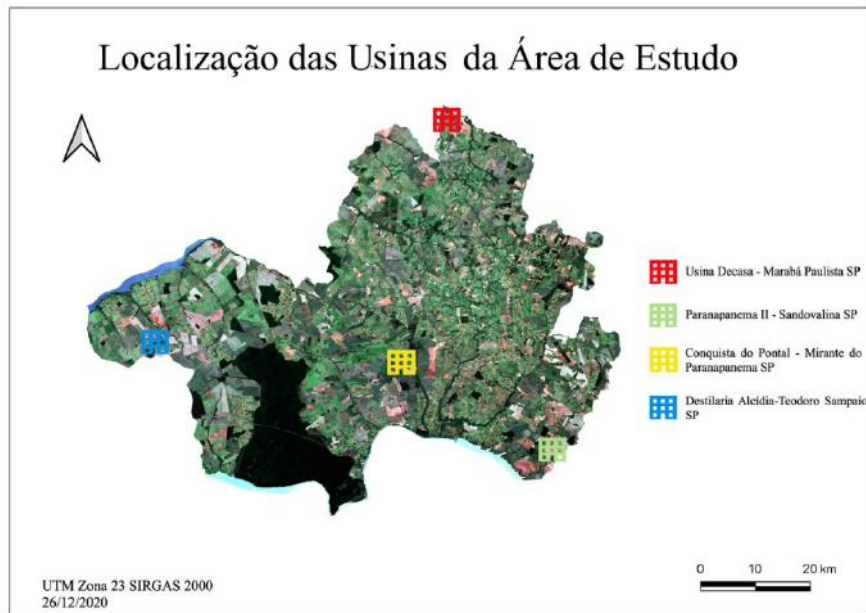 Localização das Usinas da Área de Estudo
Usina Decasa - Marabá Paulista SP
Paranapanema II - Sandovalina SP
Conquista do Pontal - Mirante do
Paranapanema SP
Destilaria Alcídia-Teodoro Sampaio
SP
UTM Zona 23 SIRGAS 2000
26/12/2020
0 10 20 km